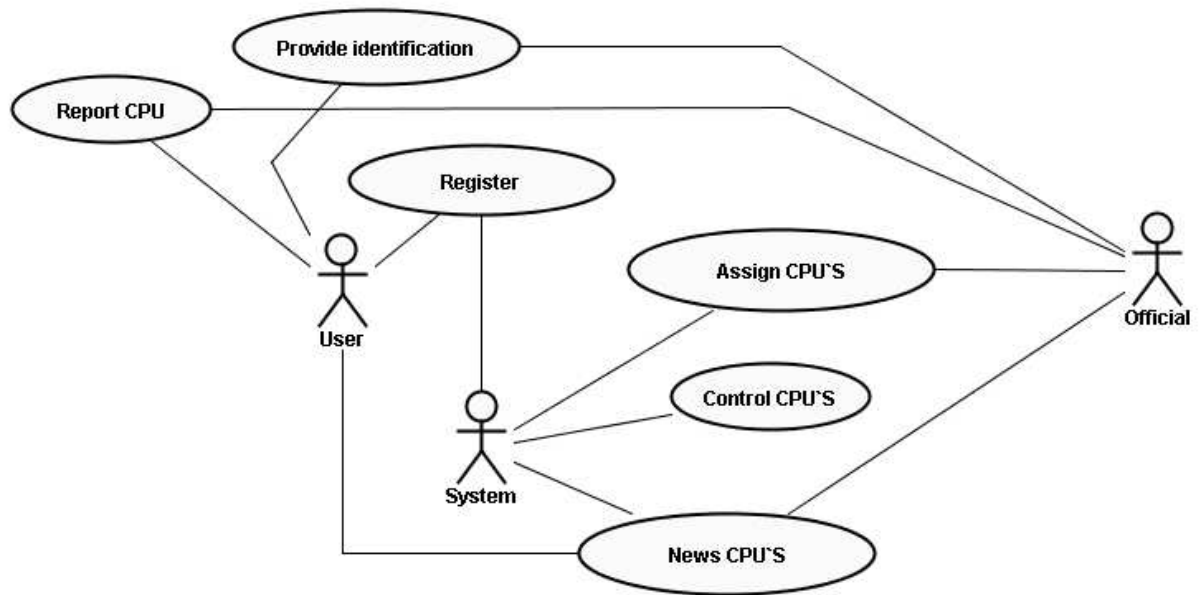 Provide identification
Report CPU
Register
Assign CPU`S
User
Official
Control CPU`S
System
News CPU`S